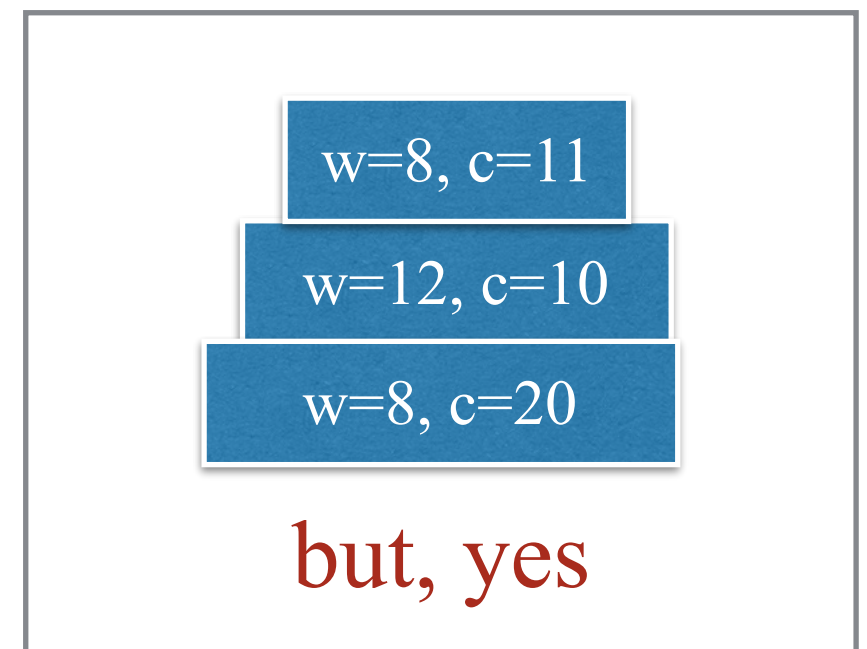 w=8, c=11
w=12, c=10
w=8, c=20
but, yes